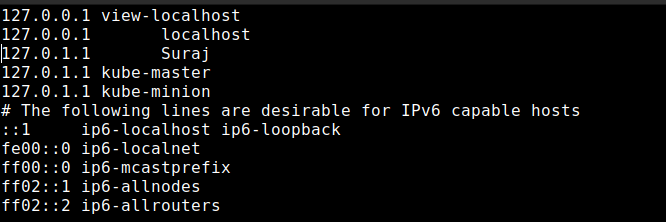 127.0.0.1 view-localhost
127.0.0.1       localhost
127.0.1.1       Suraj
127.0.1.1 kube-master
127.0.1.1 kube-minion
# The following lines are desirable for IPv6 capable hosts
::1     ip6-localhost ip6-loopback
fe00::0 ip6-localnet
ff00::0 ip6-mcastprefix
ff02::1 ip6-allnodes
ff02::2 ip6-allrouters